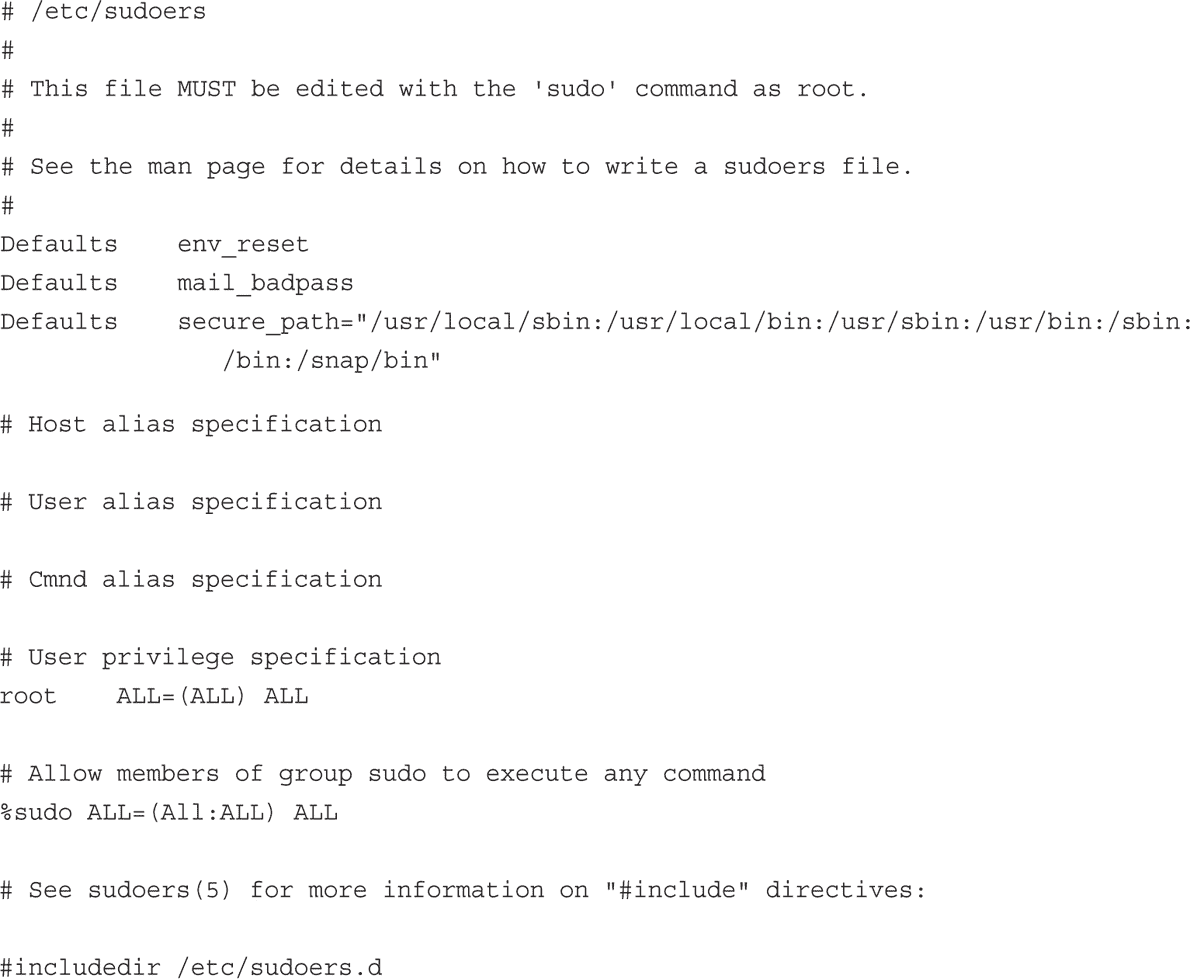 # /etc/sudoers
#
# This file MUST be edited with the 'sudo' command as root.
#
# See the man page for details on how to write a sudoers file.
#
Defaults    env_reset
Defaults    mail_badpass
Defaults    secure_path="/usr/local/sbin:/usr/local/bin:/usr/sbin:/usr/bin:/sbin:
               /bin:/snap/bin"
# Host alias specification
# User alias specification
# Cmnd alias specification
# User privilege specification
root    ALL=(ALL) ALL
# Allow members of group sudo to execute any command
%sudo ALL=(All:ALL) ALL
# See sudoers(5) for more information on "#include" directives:
#includedir /etc/sudoers.d